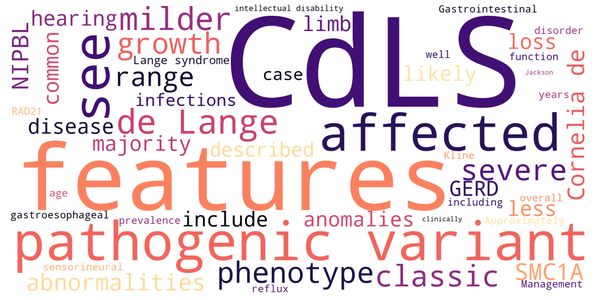 intellectual disability
Gastrointestinal
hearing
milder
CdLS
limb
disorder
NIPBL
common
see
growth
Lange syndrome
case
well
loss
function
Jackson
range
likely
infections
years
RAD21
disease
de Lange
affected
Cornelia de
majority
described
Kline
features
severe
age
GERD
including
overall
less
gastroesophageal
prevalence
include
anomalies
clinically
Approximately
pathogenic variant
sensorineural
abnormalities
phenotype
classic
SMC1A
reflux
Management